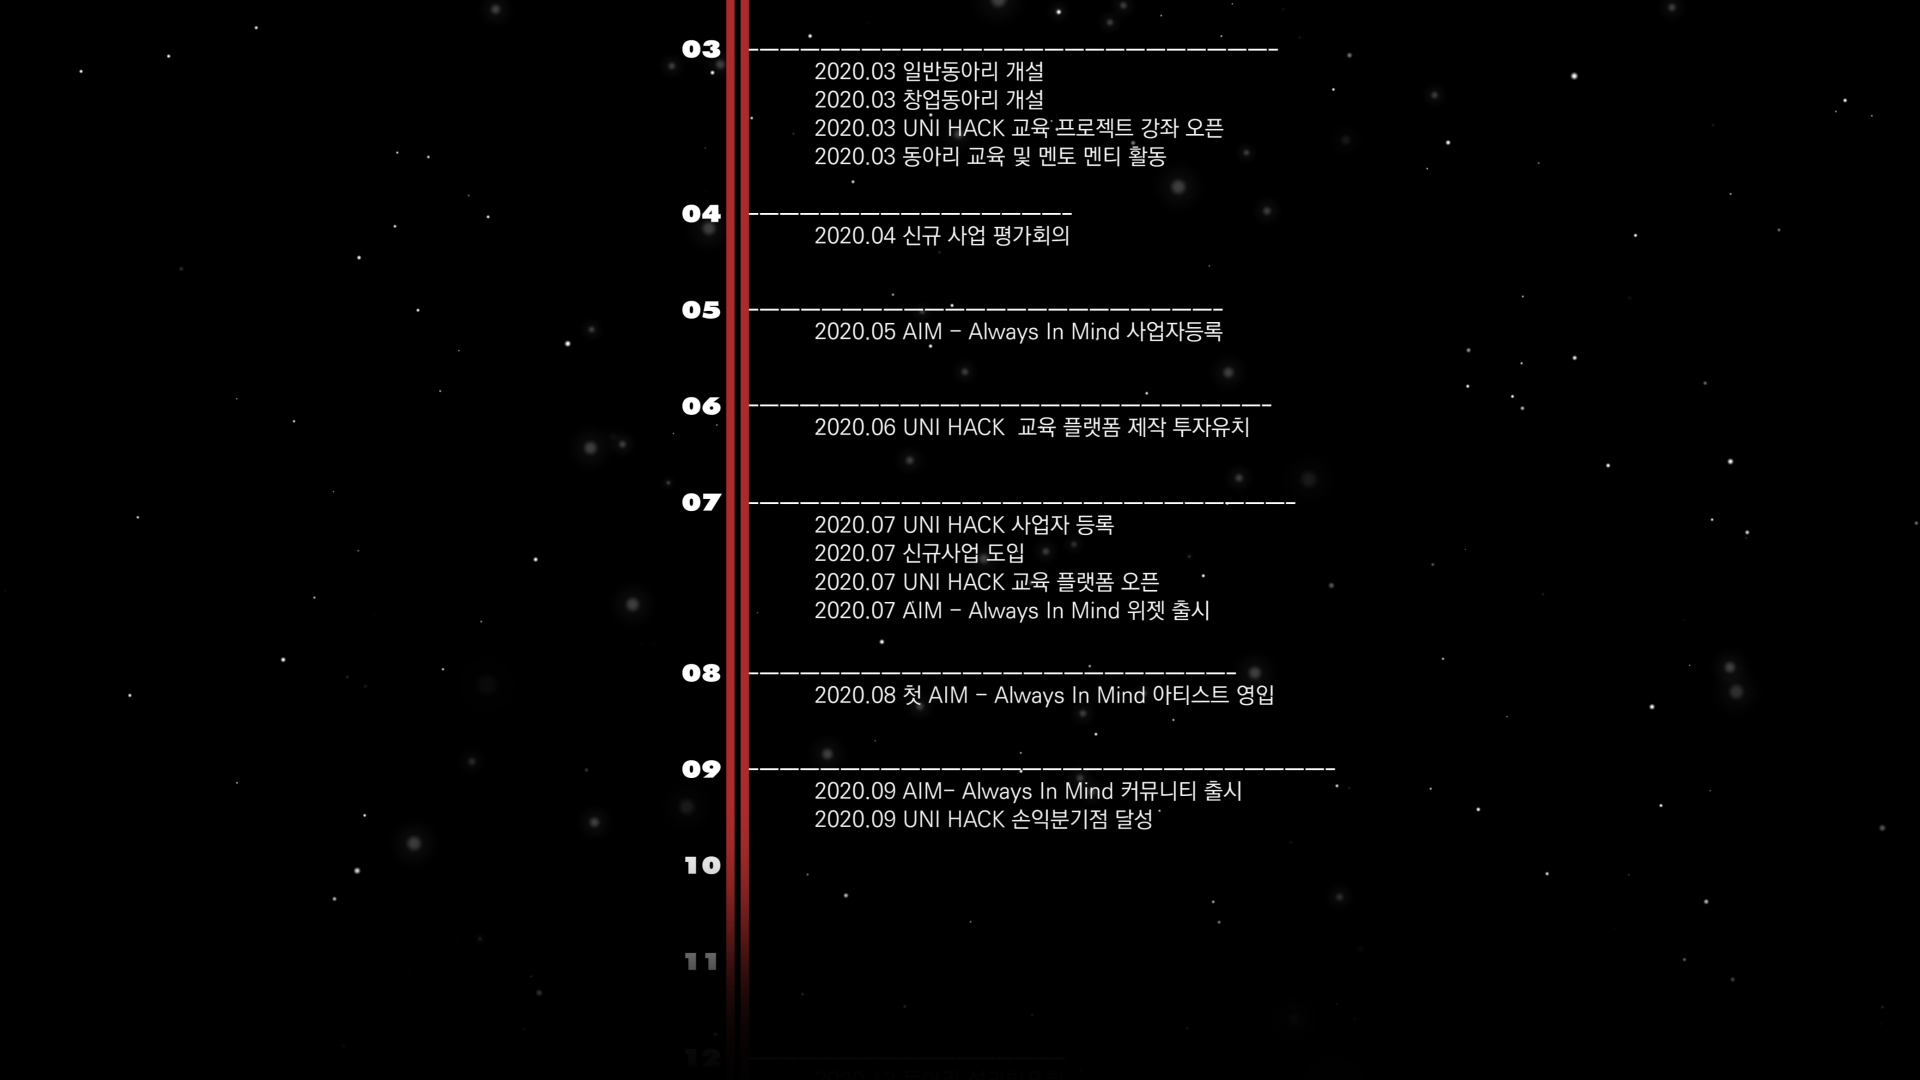 03
2020.03 일반동아리 개설
2020.03 창업동아리 개설
2020.03 UNI HACK 교육 프로젝트 강좌 오픈
2020.03 동아리 교육 및 멘토 멘티 활동
04
2020.04 신규 사업 평가회의
05
2020.05 AIM - Always In Mind 사업자등록
06
2020.06 UNI HACK 교육 플랫폼 제작 투자유치
07
2020.07 UNI HACK 사업자 등록
2020.07 신규사업 도입
2020.07 UNI HACK 교육 플랫폼 오픈
2020.07 AIM - Always In Mind 위젯 출시
08
2020.08 첫 AIM - Always In Mind 아티스트 영입
09
2020.09 AIM- Always In Mind 커뮤니티 출시
2020.09 UNI HACK 손익분기점 달성
10
11
12